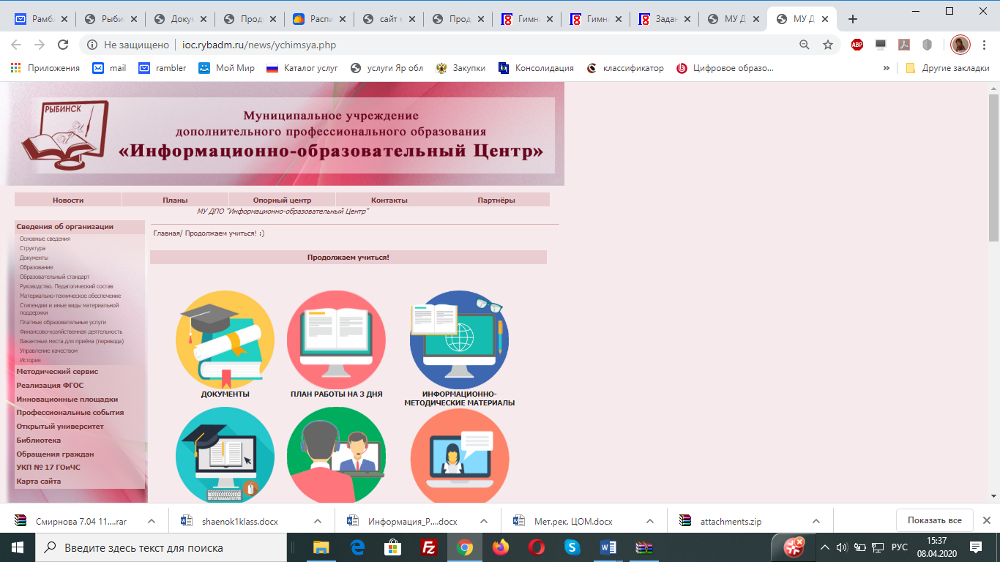 Рамбл
Рыбин
Докум
Продо
Распи
сайт м
Прод
Гимна
Гимна
Задан
МУ Д
МУ Д
Не защищено
ioc.rybadm.ru/news/ychimsya.php
ABP
Приложения
mail
rambler
Мой Мир
Каталог услуг
услуги Яр обл
Закупки
Консолидация
классификатор
Цифровое образо...
»
Другие закладки
РЫБИНСК
Муниципальное учреждение
дополнительного профессионального образования
«Информационно-образовательный Центр»
Новости
Планы
Опорный центр
Контакты
Партнёры
МУ ДПО "Информационно-образовательный Центр"
Сведения об организации
Основные сведения
Структура
Документы
Образование
Образовательный стандарт
Руководство. Педагогический состав
Материально-техническое обеспечение
Стипендии и иные виды материальной
поддержки
Платные образовательные услуги
Финансово-хозяйственная деятельность
Вакантные места для приёма (перевода)
Управление качеством
История
Методический сервис
Реализация ФГОС
Инновационные площадки
Профессиональные события
Открытый университет
Библиотека
Обращения граждан
УКП № 17 ГОиЧС
Карта сайта
Главная/ Продолжаем учиться! :)
Продолжаем учиться!
ДОКУМЕНТЫ
ПЛАН РАБОТЫ НА 3 ДНЯ
ИНФОРМАЦИОННО-
МЕТОДИЧЕСКИЕ МАТЕРИАЛЫ
Смирнова 7.04 11....rar
shaenok1klass.docx
Информация_Р....docx
Мет.рек. ЦОМ.docx
attachments.zip
Показать все
Введите здесь текст для поиска
РУС
15:37
08.04.2020